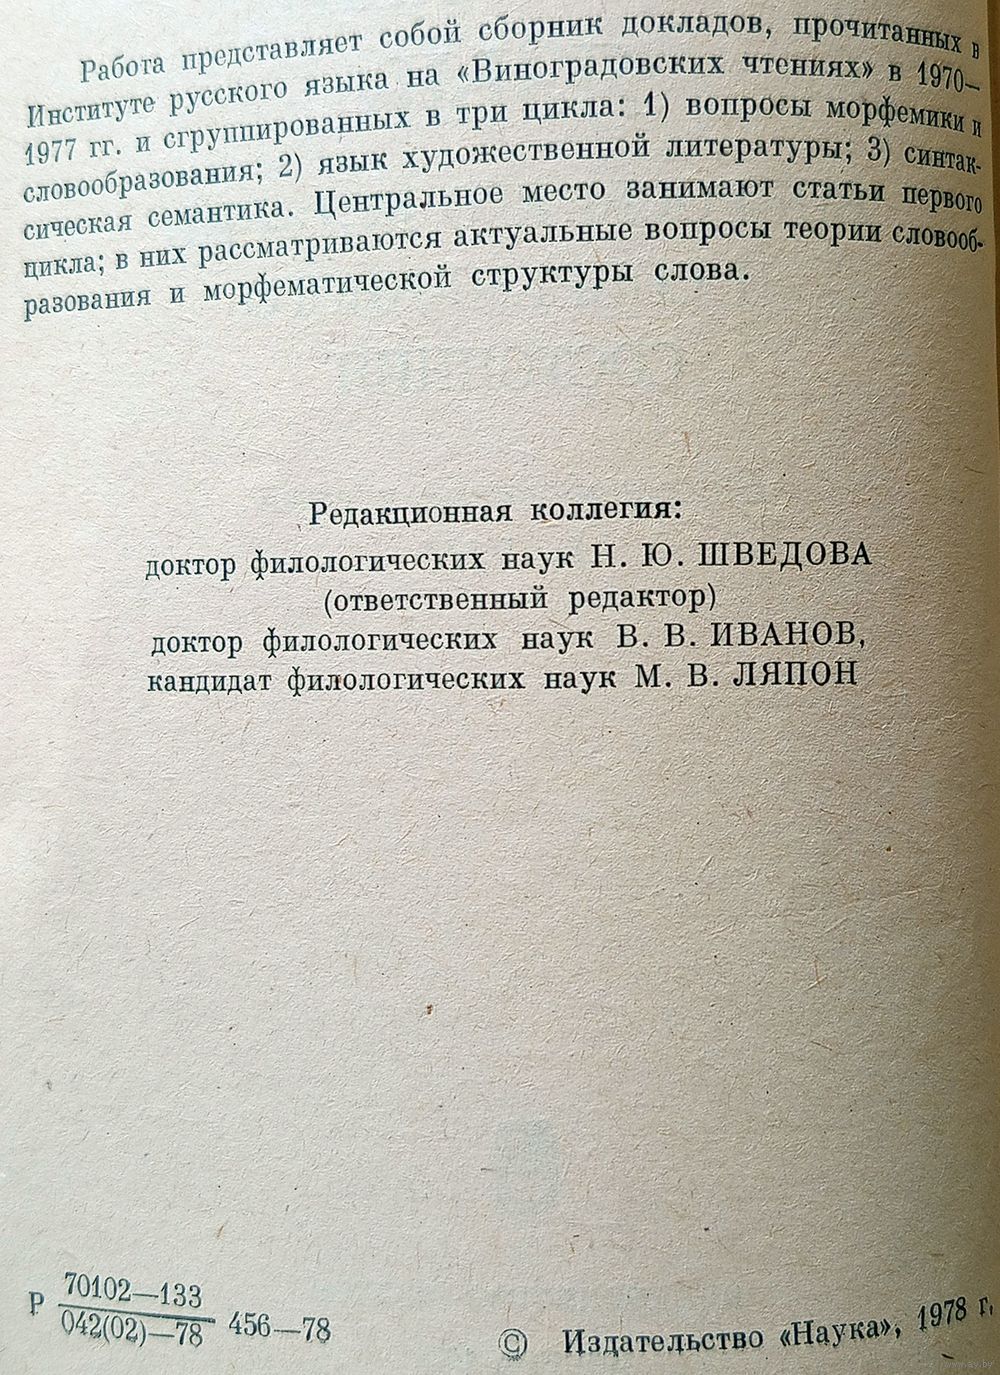 Работа представляет собой сборник докладов, прочитанных в
Институте русского языка на «Виноградовских чтениях» в 1970—
1977 гг. и сгруппированных в три цикла: 1) вопросы морфемики и
словообразования; 2) язык художественной литературы; 3) синтак-
сическая семантика. Центральное место занимают статьи первого
цикла; в них рассматриваются актуальные вопросы теории словооб-
разования и морфематической структуры слова.
Редакционная коллегия:
доктор филологических наук Н. Ю. ШВЕДОВА
(ответственный редактор)
доктор филологических наук В. В. ИВАНОВ,
кандидат филологических наук М. В. ЛЯПОН
Р 70102—133
042(02)—78 456—78
© Издательство «Наука», 1978 г.